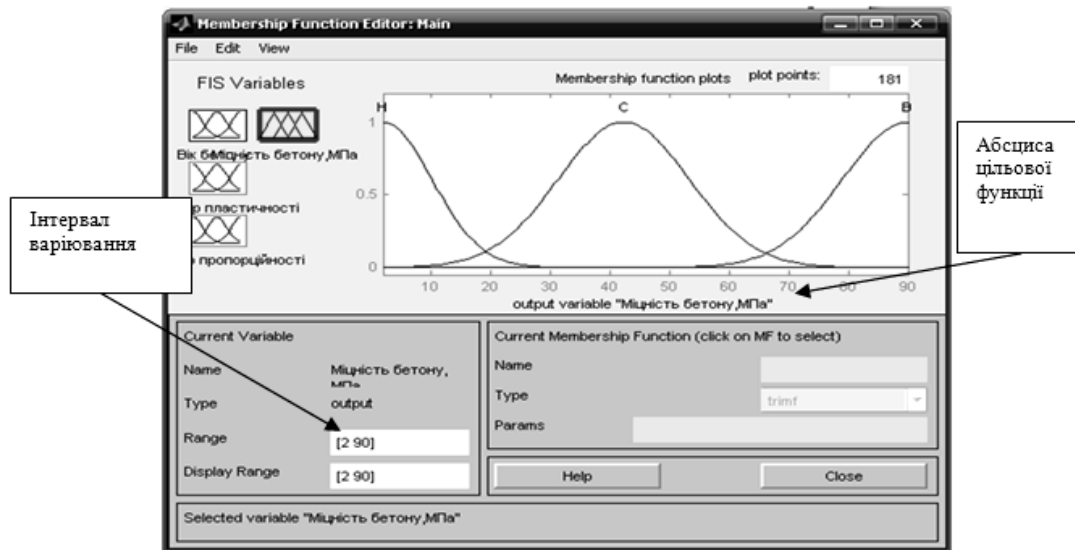 Membership Function Editor: Main
File Edit View
FIS Variables
Membership function plots plot points: 181
H C B
Міцність бетону,МПа
пластичності
пропорційності
1
0.5
0
10 20 30 40 50 60 70 80 90
output variable "Міцність бетону,МПа"
Інтервал
варіювання
Абсциса
цільової
функції
Current Variable
Name Міцність бетону,
МПа
Type output
Range [2 90]
Display Range [2 90]
Current Membership Function (click on MF to select)
Name
Type trimf
Params
Help Close
Selected variable "Міцність бетону,МПа"